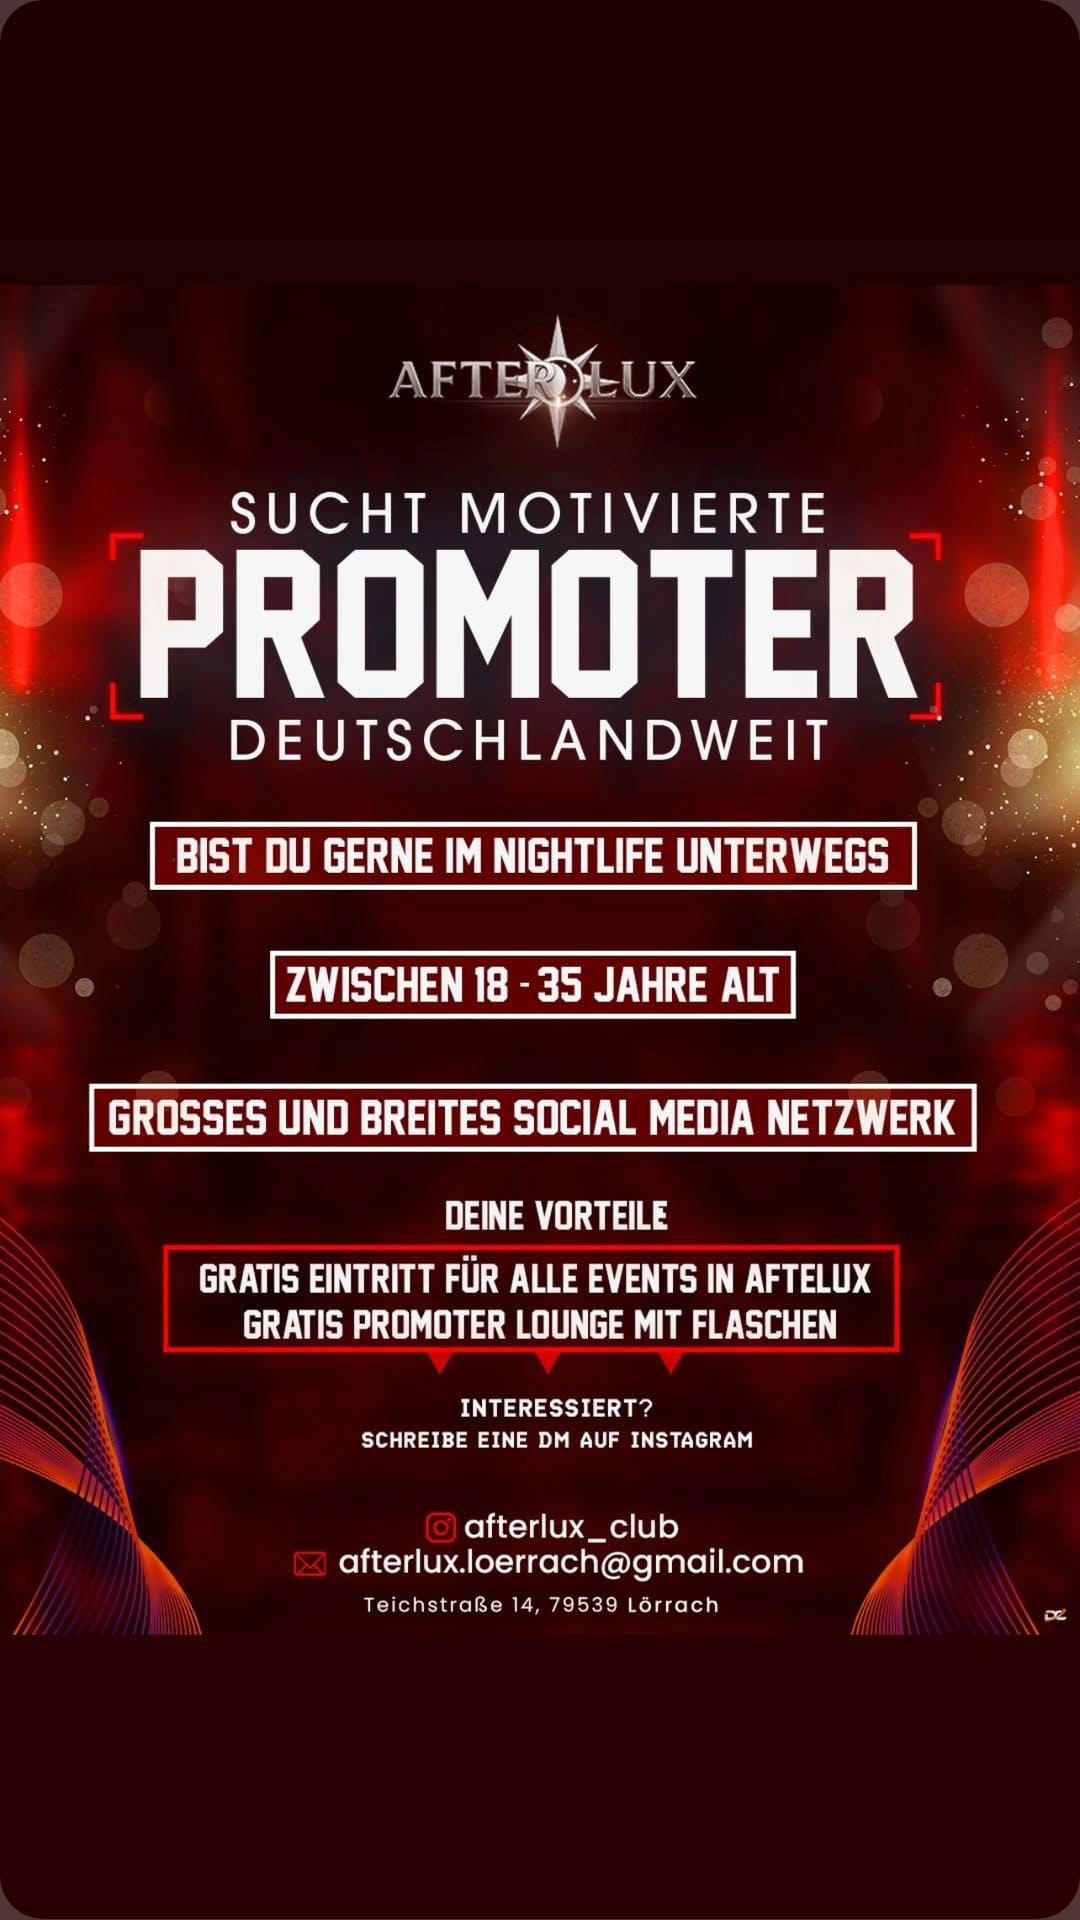 AFTER LUX
SUCHT MOTIVIERTE
PROMOTER
DEUTSCHLANDWEIT
BIST DU GERNE IM NIGHTLIFE UNTERWEGS
ZWISCHEN 18 - 35 JAHRE ALT
GROSSES UND BREITES SOCIAL MEDIA NETZWERK
DEINE VORTEILE
GRATIS EINTRITT FÜR ALLE EVENTS IN AFTELUX
GRATIS PROMOTER LOUNGE MIT FLASCHEN
INTERESSIERT?
SCHREIBE EINE DM AUF INSTAGRAM
afterlux_club
afterlux.loerrach@gmail.com
Teichstraße 14, 79539 Lörrach